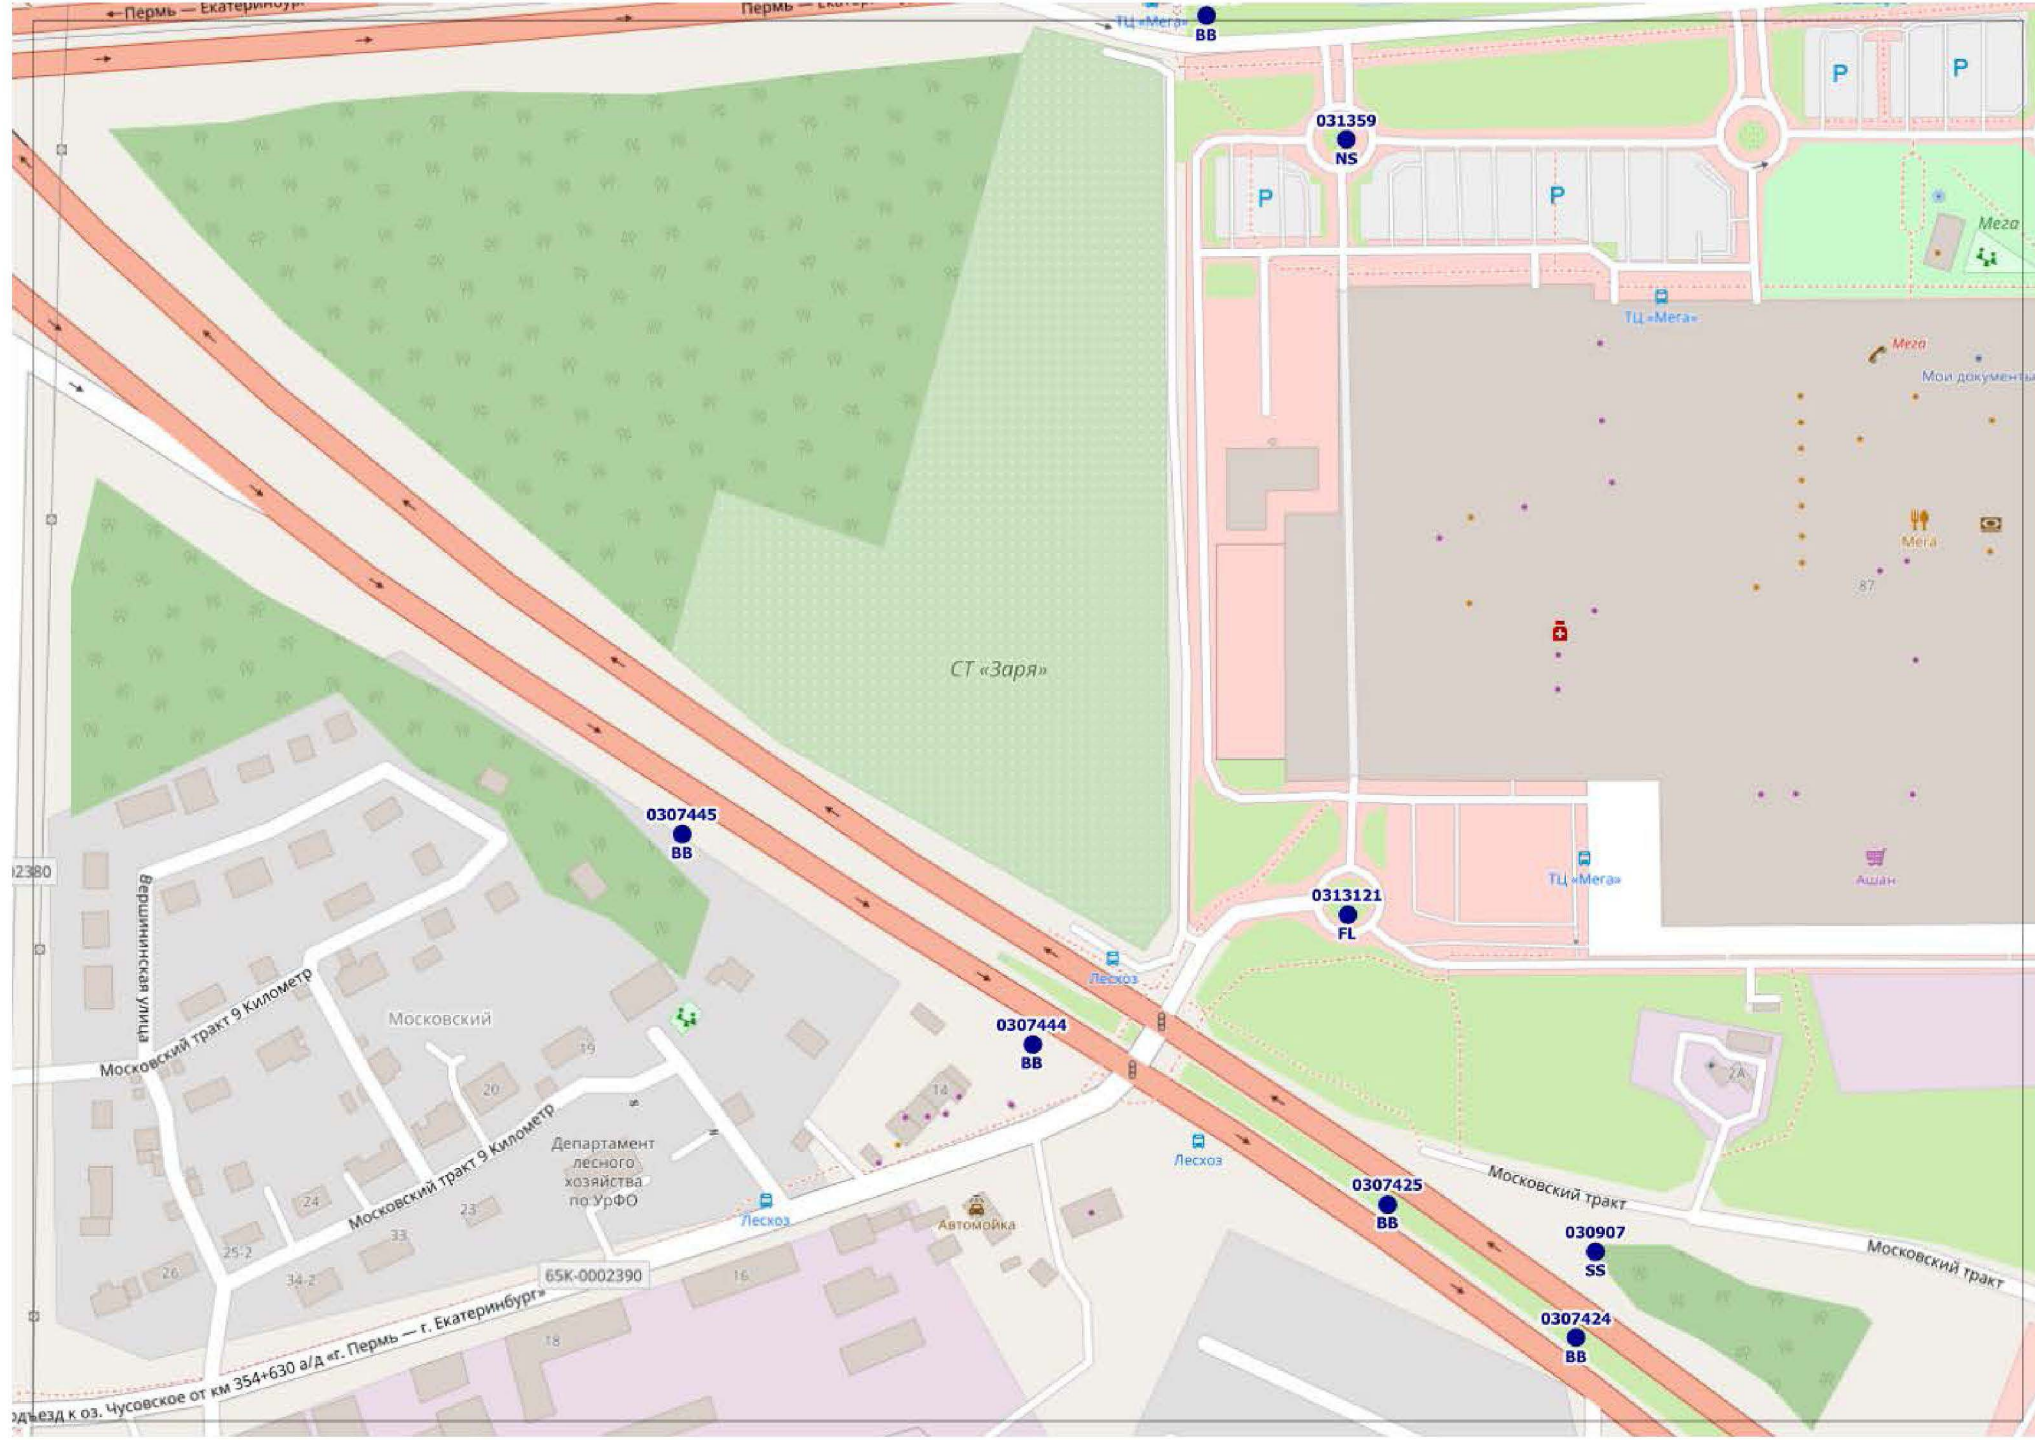 Пермь — Екатеринбург
Пермь — Екатеринбург
ТЦ «Мега»
BB
031359
NS
P
P
P
P
Мега
ТЦ «Мега»
Мега
Мои документы
Мега
87
СТ «Заря»
0307445
BB
Ашан
ТЦ «Мега»
0313121
FL
02380
Вершининская улица
Московский тракт 9 Километр
Московский
Лесхоз
0307444
BB
19
20
14
2А
Московский тракт 9 Километр
Департамент
лесного
хозяйства
по УрФО
Лесхоз
Лесхоз
Автомойка
Московский тракт
Московский тракт
0307425
BB
030907
SS
0307424
BB
24
23
33
25-2
26
34-2
65К-0002390
16
18
одъезд к оз. Чусовское от км 354+630 а/д «г. Пермь — г. Екатеринбург»